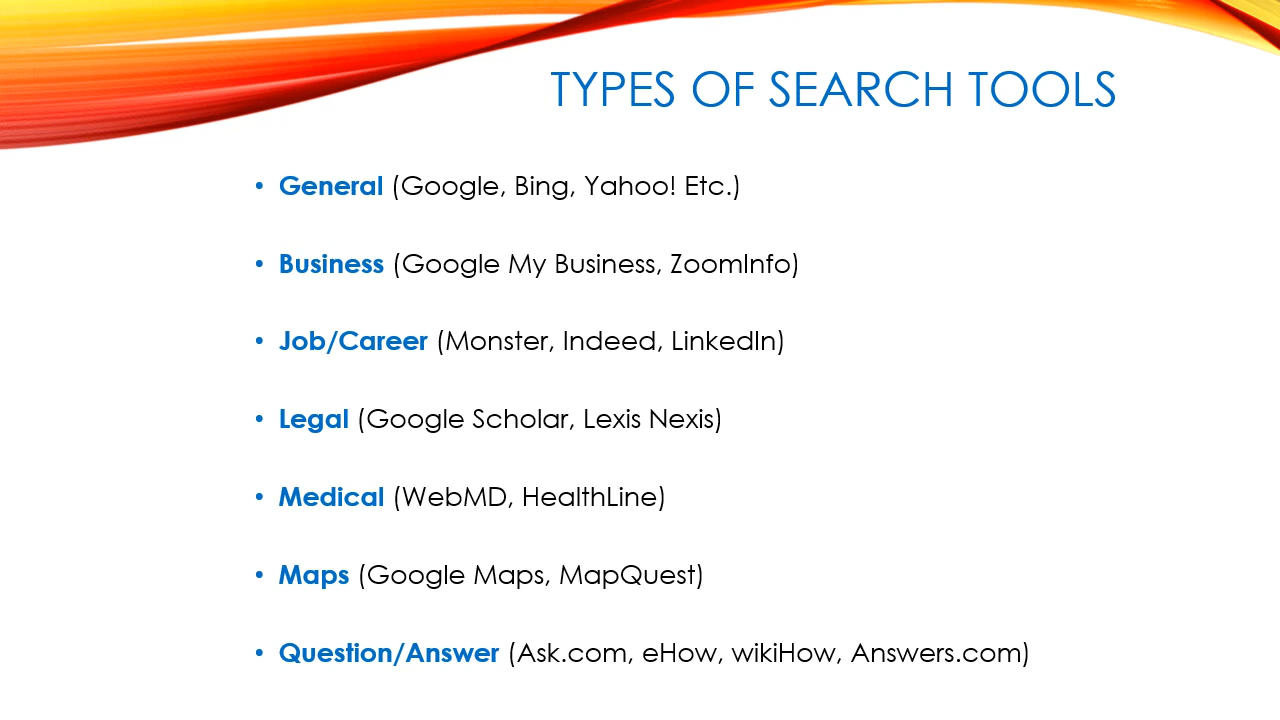 TYPES OF SEARCH TOOLS
• General (Google, Bing, Yahoo! Etc.)
• Business (Google My Business, ZoomInfo)
• Job/Career (Monster, Indeed, LinkedIn)
• Legal (Google Scholar, Lexis Nexis)
• Medical (WebMD, HealthLine)
• Maps (Google Maps, MapQuest)
• Question/Answer (Ask.com, eHow, wikiHow, Answers.com)